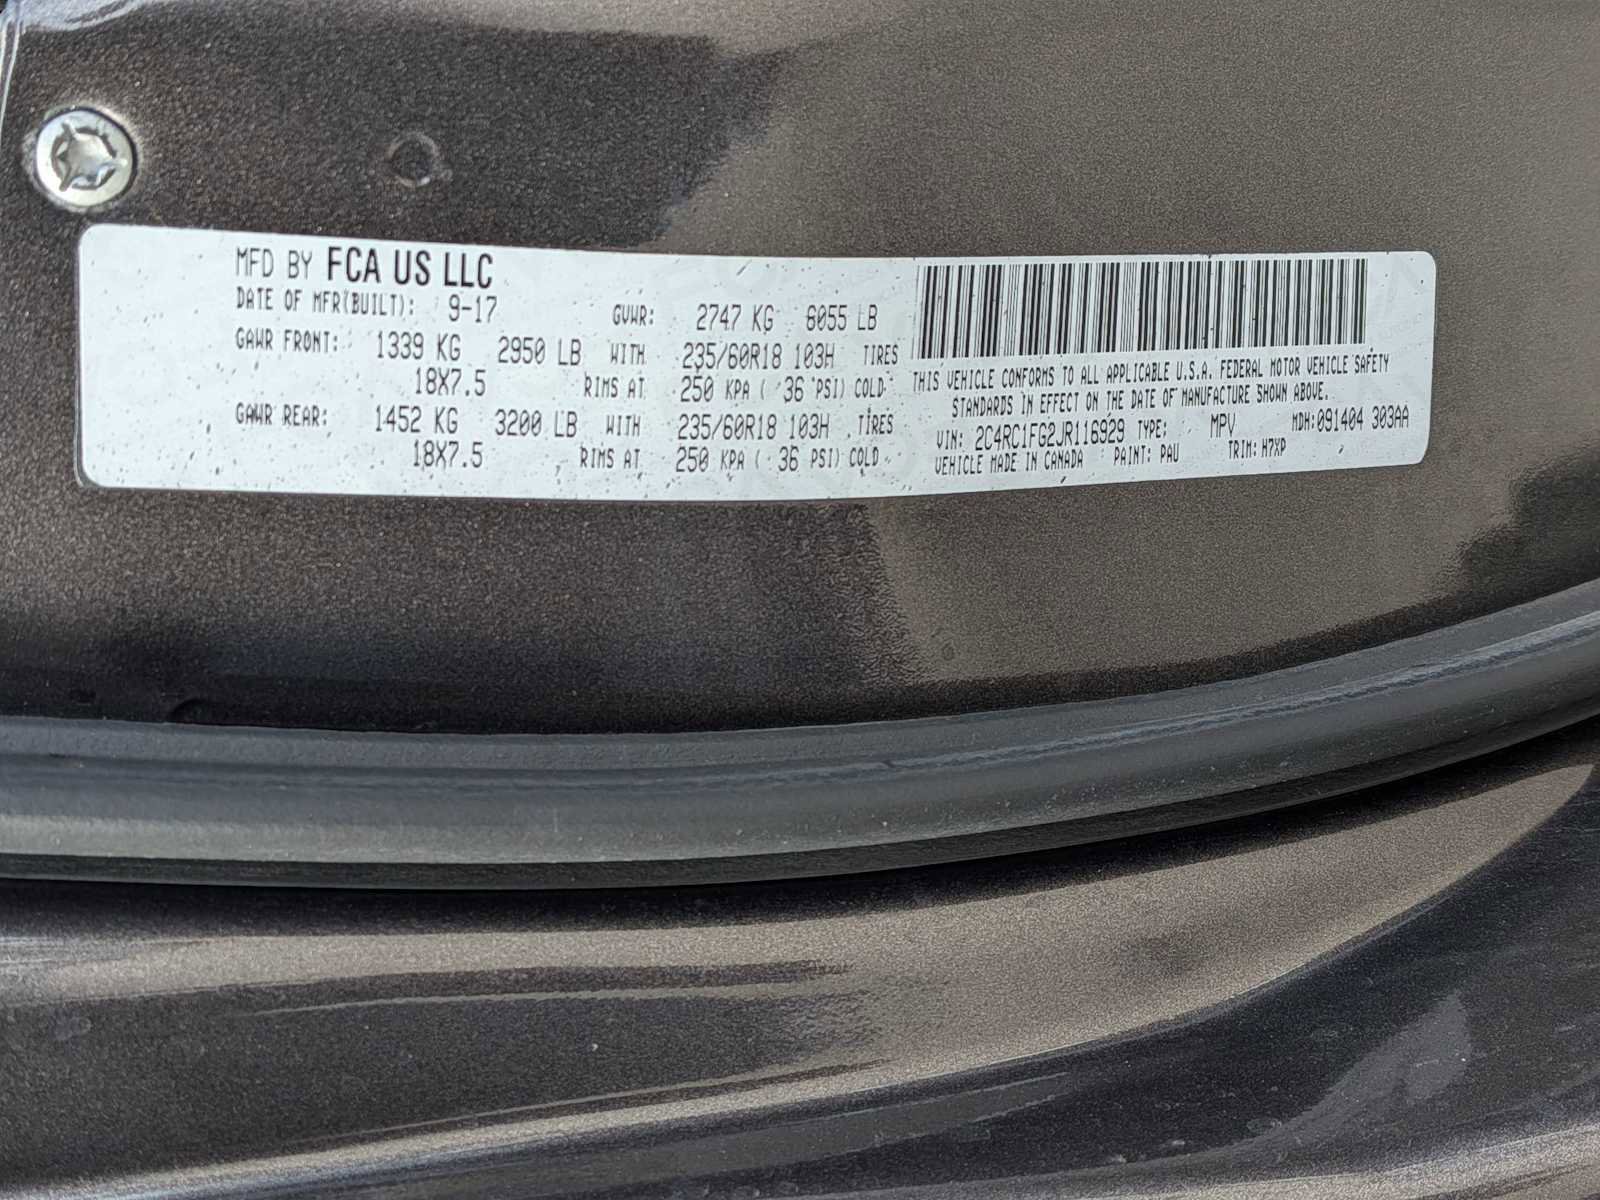 MFD BY FCA US LLC
DATE OF MFR(BUILT): 9-17 GVWR: 2747 KG 6055 LB
GAWR FRONT: 1339 KG 2950 LB WITH 235/60R18 103H TIRES
18X7.5 RIMS AT 250 KPA ( 36 PSI) COLD
GAWR REAR: 1452 KG 3200 LB WITH 235/60R18 103H TIRES
18X7.5 RIMS AT 250 KPA ( 36 PSI) COLD
THIS VEHICLE CONFORMS TO ALL APPLICABLE U.S.A. FEDERAL MOTOR VEHICLE SAFETY
STANDARDS IN EFFECT ON THE DATE OF MANUFACTURE SHOWN ABOVE.
VIN: 2C4RC1FG2JR116929 TYPE: MPV MDH:091404 303AA
VEHICLE MADE IN CANADA PAINT: PAU TRIM: H7XP